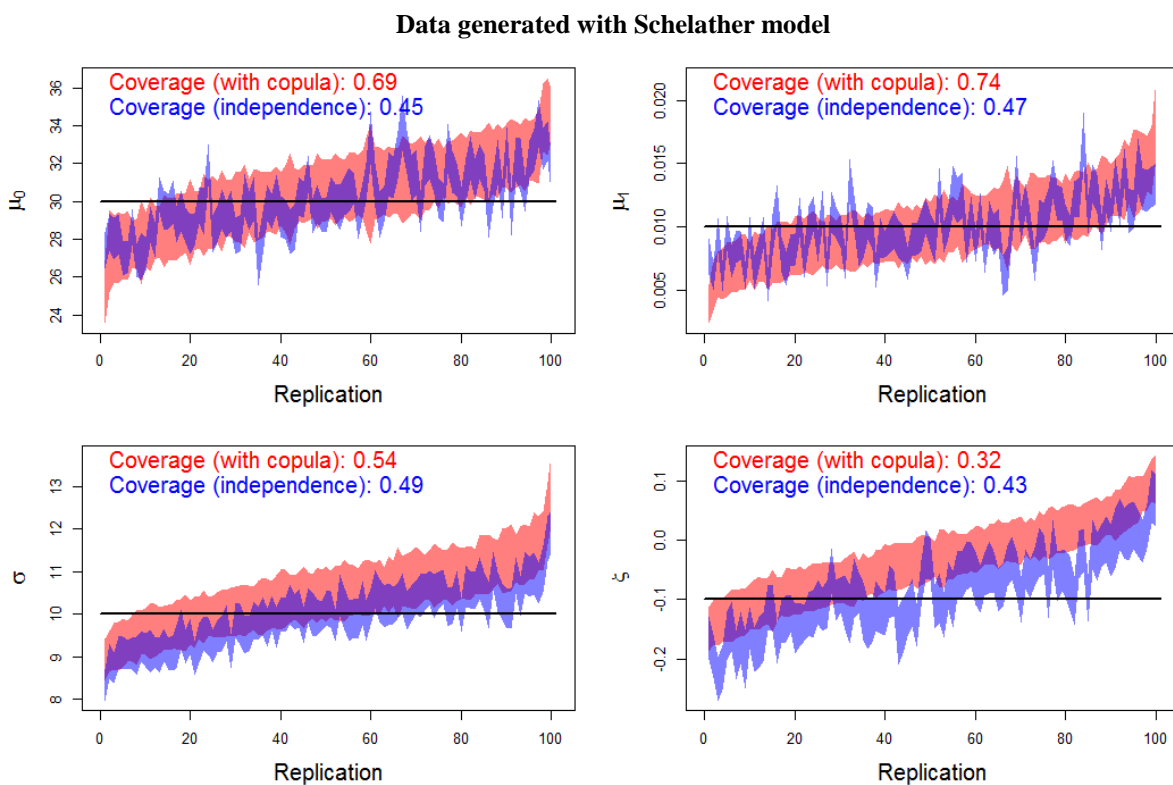 Data generated with Schelather model
Coverage (with copula): 0.69
Coverage (independence): 0.45
μ0
24 26 28 30 32 34 36
0 20 40 60 80 100
Replication
Coverage (with copula): 0.74
Coverage (independence): 0.47
μ1
0.005 0.010 0.015 0.020
0 20 40 60 80 100
Replication
Coverage (with copula): 0.54
Coverage (independence): 0.49
σ
8 9 10 11 12 13
0 20 40 60 80 100
Replication
Coverage (with copula): 0.32
Coverage (independence): 0.43
ξ
-0.2 -0.1 0.0 0.1
0 20 40 60 80 100
Replication